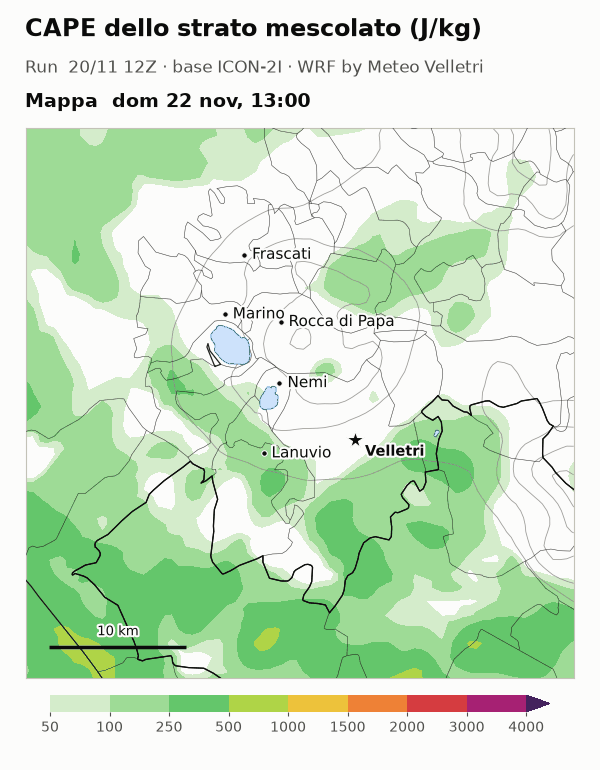 CAPE dello strato mescolato (J/kg)
Run  20/11 12Z · base ICON-2I · WRF by Meteo Velletri
Mappa  dom 22 nov, 13:00
Frascati
Marino
Rocca di Papa
Nemi
Lanuvio
Velletri
10 km
50 100 250 500 1000 1500 2000 3000 4000